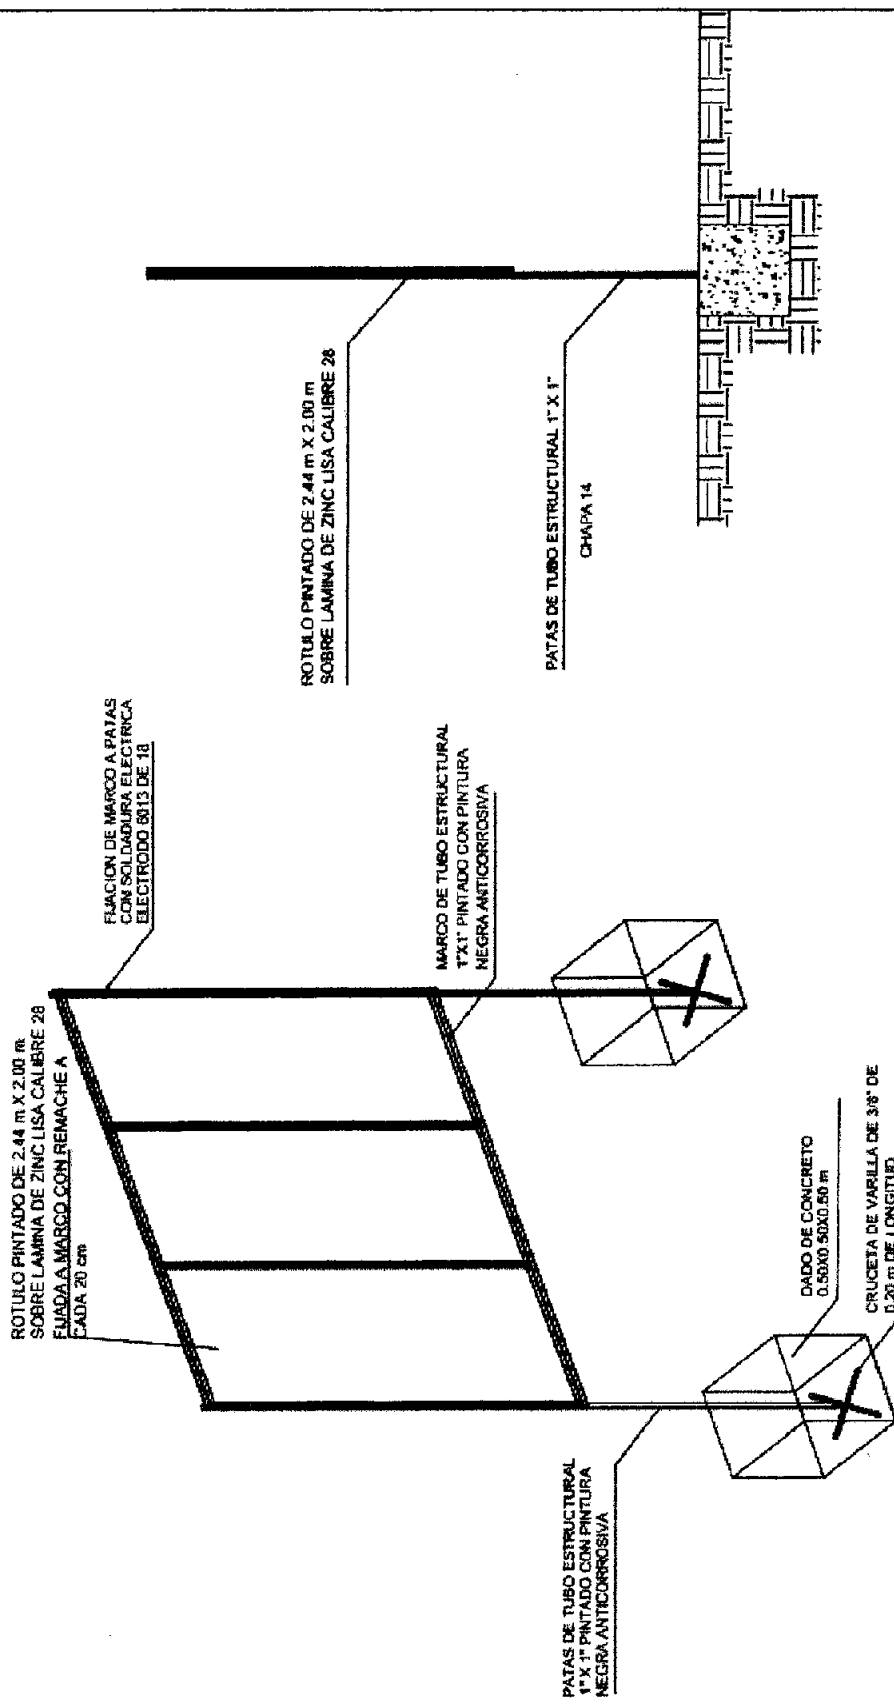 ROTULO PINTADO DE 2.44 m X 2.00 m
SOBRE LAMINA DE ZINC LISA CALIBRE 28
FIJADA A MARCO CON REMACHE A
CADA 20 cm
FIJACION DE MARCO A PATAS
CON SOLDADURA ELECTRICA
ELECTRODO 6013 DE 18
MARCO DE TUBO ESTRUCTURAL
1"X1" PINTADO CON PINTURA
NEGRA ANTICORROSIVA
PATAS DE TUBO ESTRUCTURAL
1" X 1" PINTADO CON PINTURA
NEGRA ANTICORROSIVA
DADO DE CONCRETO
0.50X0.50X0.50 m
CRUCETA DE VARILLA DE 3/8" DE
0.20 m DE LONGITUD
ROTULO PINTADO DE 2.44 m X 2.00 m
SOBRE LAMINA DE ZINC LISA CALIBRE 28
PATAS DE TUBO ESTRUCTURAL 1" X 1"
CHAPA 14